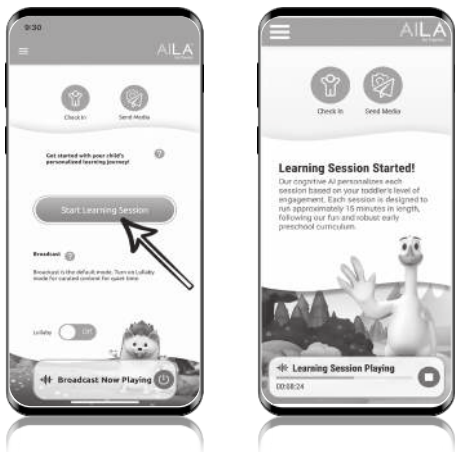 9:30
AILA
Check In
Send Media
Get started with your child's
personalized learning journey!
?
Start Learning Session
Broadcast ?
Broadcast is the default mode. Turn on Lullaby
mode for curated content for quiet time
Lullaby
Off
Broadcast Now Playing
AILA
Check In
Send Media
Learning Session Started!
Our cognitive AI personalizes each
session based on your toddler's level of
engagement. Each session is designed to
run approximately 15 minutes in length,
following our fun and robust early
preschool curriculum.
Learning Session Playing
00:08:24